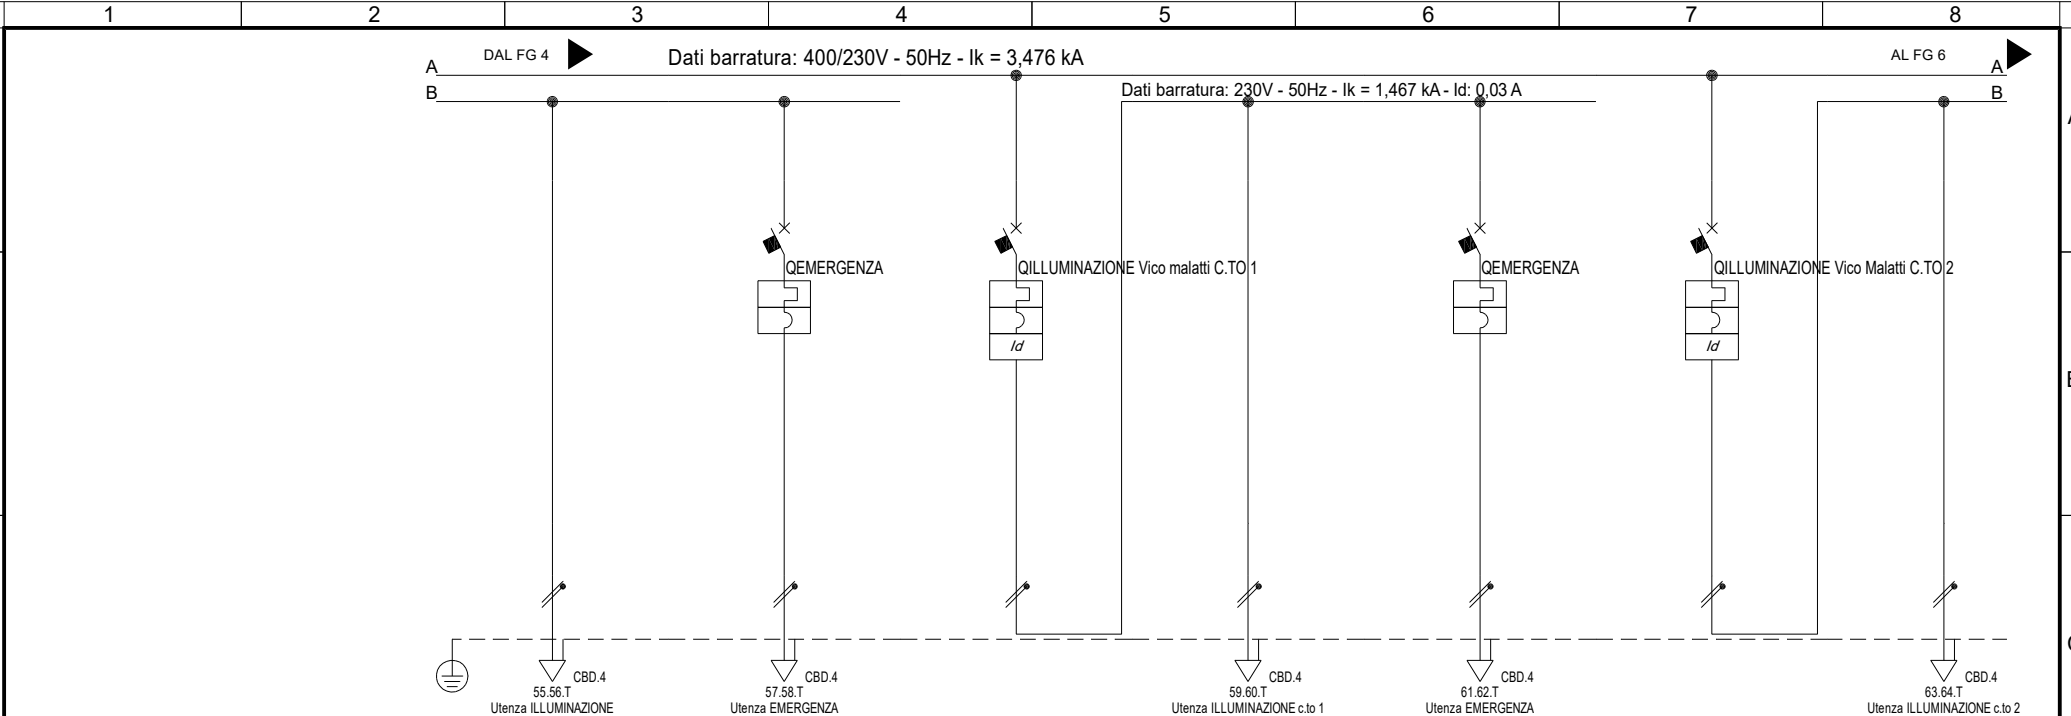 1 2 3 4 5 6 7 8
DAL FG 4 Dati barratura: 400/230V - 50Hz - Ik = 3,476 kA AL FG 6
A A
B Dati barratura: 230V - 50Hz - Ik = 1,467 kA - Id: 0,03 A B
QEMERGENZA QILLUMINAZIONE Vico malatti C.TO 1 QEMERGENZA QILLUMINAZIONE Vico Malatti C.TO 2
Id Id
CBD.4 CBD.4 CBD.4 CBD.4 CBD.4
55.56.T 57.58.T 59.60.T 61.62.T 63.64.T
Utenza ILLUMINAZIONE Utenza EMERGENZA Utenza ILLUMINAZIONE c.to 1 Utenza EMERGENZA Utenza ILLUMINAZIONE c.to 2